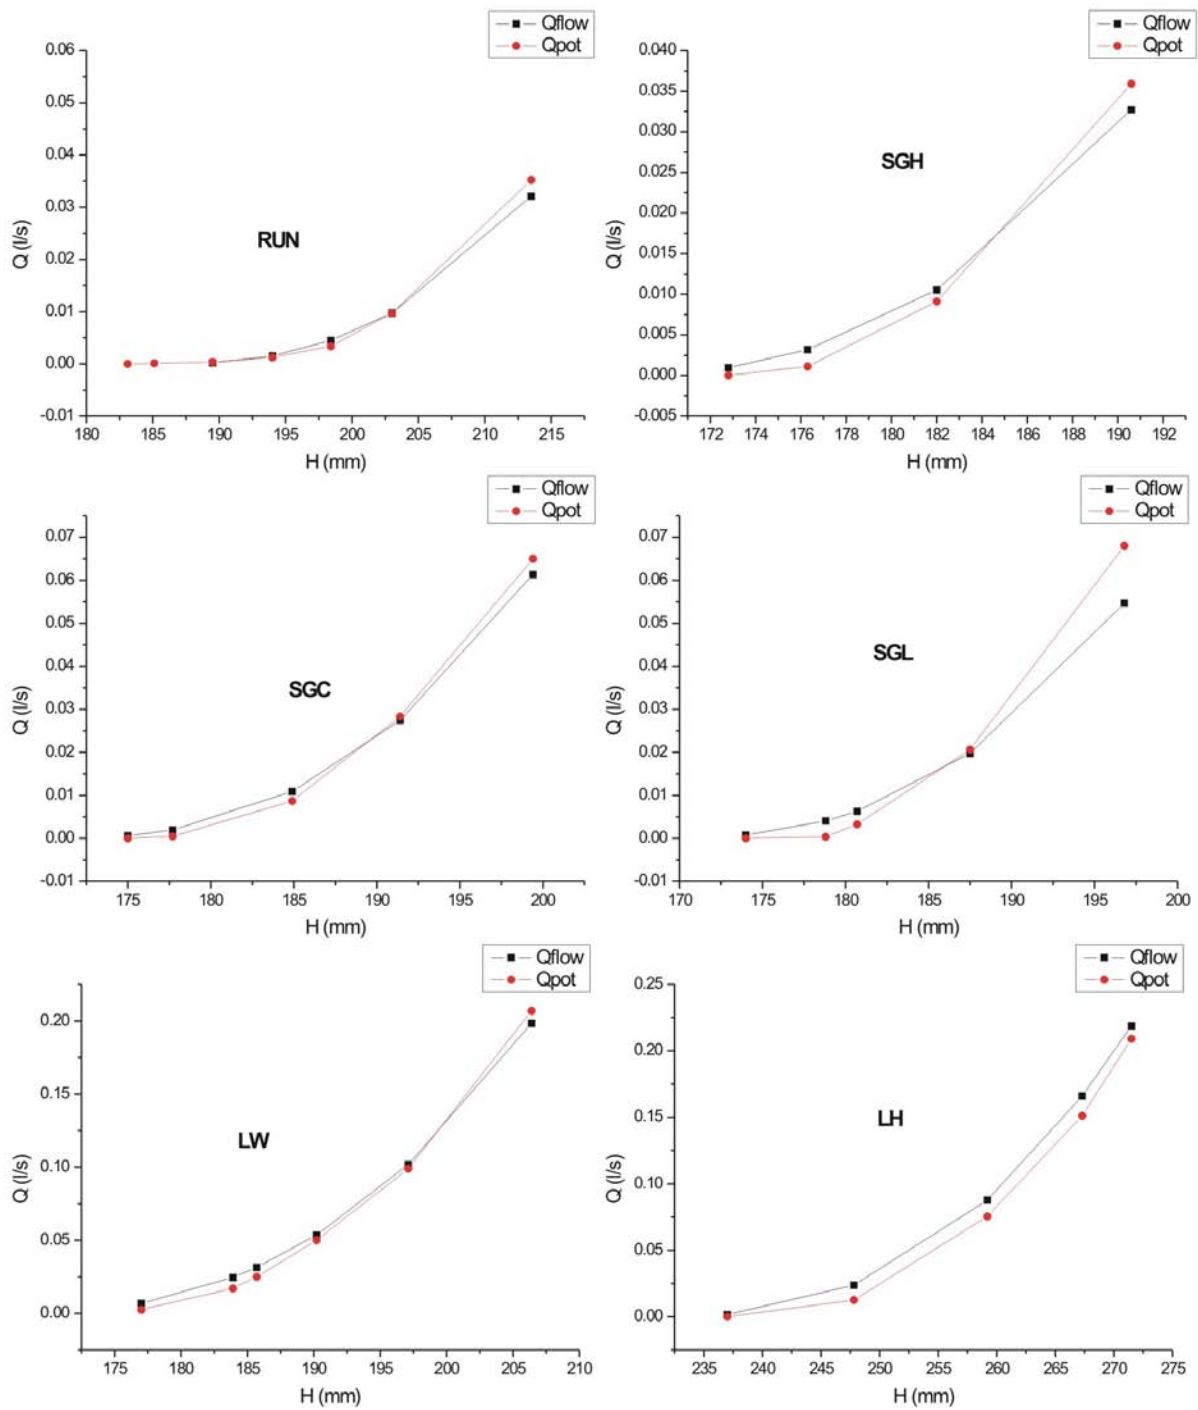 Qflow
Qpot
0.06
0.05
0.04
0.03
0.02
0.01
0.00
-0.01
Q (l/s)
RUN
180 185 190 195 200 205 210 215
H (mm)
Qflow
Qpot
0.040
0.035
0.030
0.025
0.020
0.015
0.010
0.005
0.000
-0.005
Q (l/s)
SGH
172 174 176 178 180 182 184 186 188 190 192
H (mm)
Qflow
Qpot
0.07
0.06
0.05
0.04
0.03
0.02
0.01
0.00
-0.01
Q (l/s)
SGC
175 180 185 190 195 200
H (mm)
Qflow
Qpot
0.07
0.06
0.05
0.04
0.03
0.02
0.01
0.00
-0.01
Q (l/s)
SGL
170 175 180 185 190 195 200
H (mm)
Qflow
Qpot
0.20
0.15
0.10
0.05
0.00
Q (l/s)
LW
175 180 185 190 195 200 205 210
H (mm)
Qflow
Qpot
0.25
0.20
0.15
0.10
0.05
0.00
Q (l/s)
LH
235 240 245 250 255 260 265 270 275
H (mm)